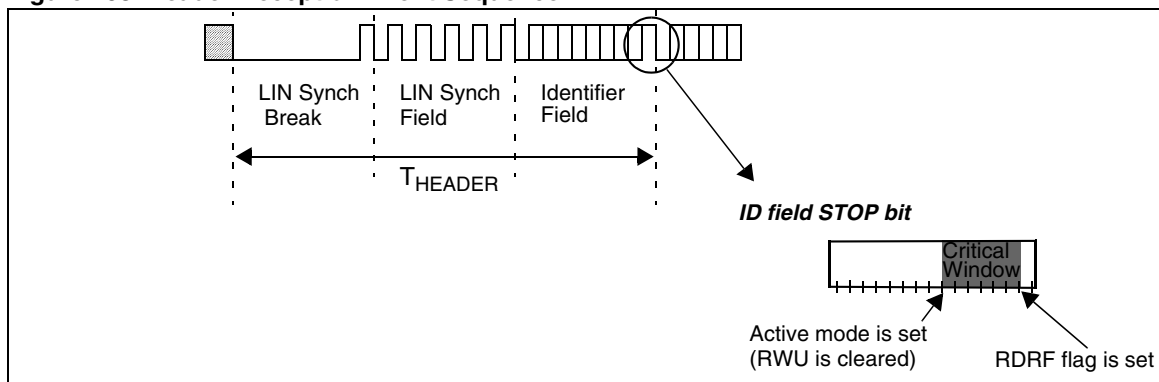 LIN Synch
Break
LIN Synch
Field
Identifier
Field
THEADER
ID field STOP bit
Critical
Window
Active mode is set
(RWU is cleared)
RDRF flag is set